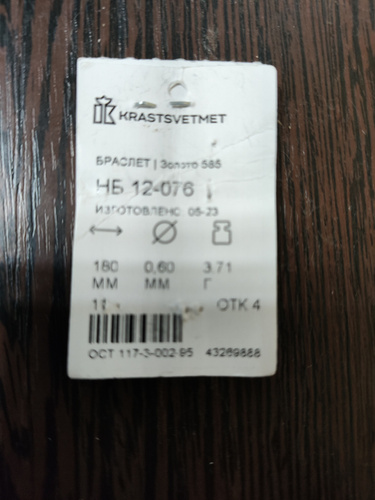 KRASTSVETMET
БРАСЛЕТ | Золото 585
НБ 12-076
ИЗГОТОВЛЕНО: 05-23
180 0,60 3.71
ММ ММ Г
ОТК 4
ОСТ 117-3-002-95 43269888